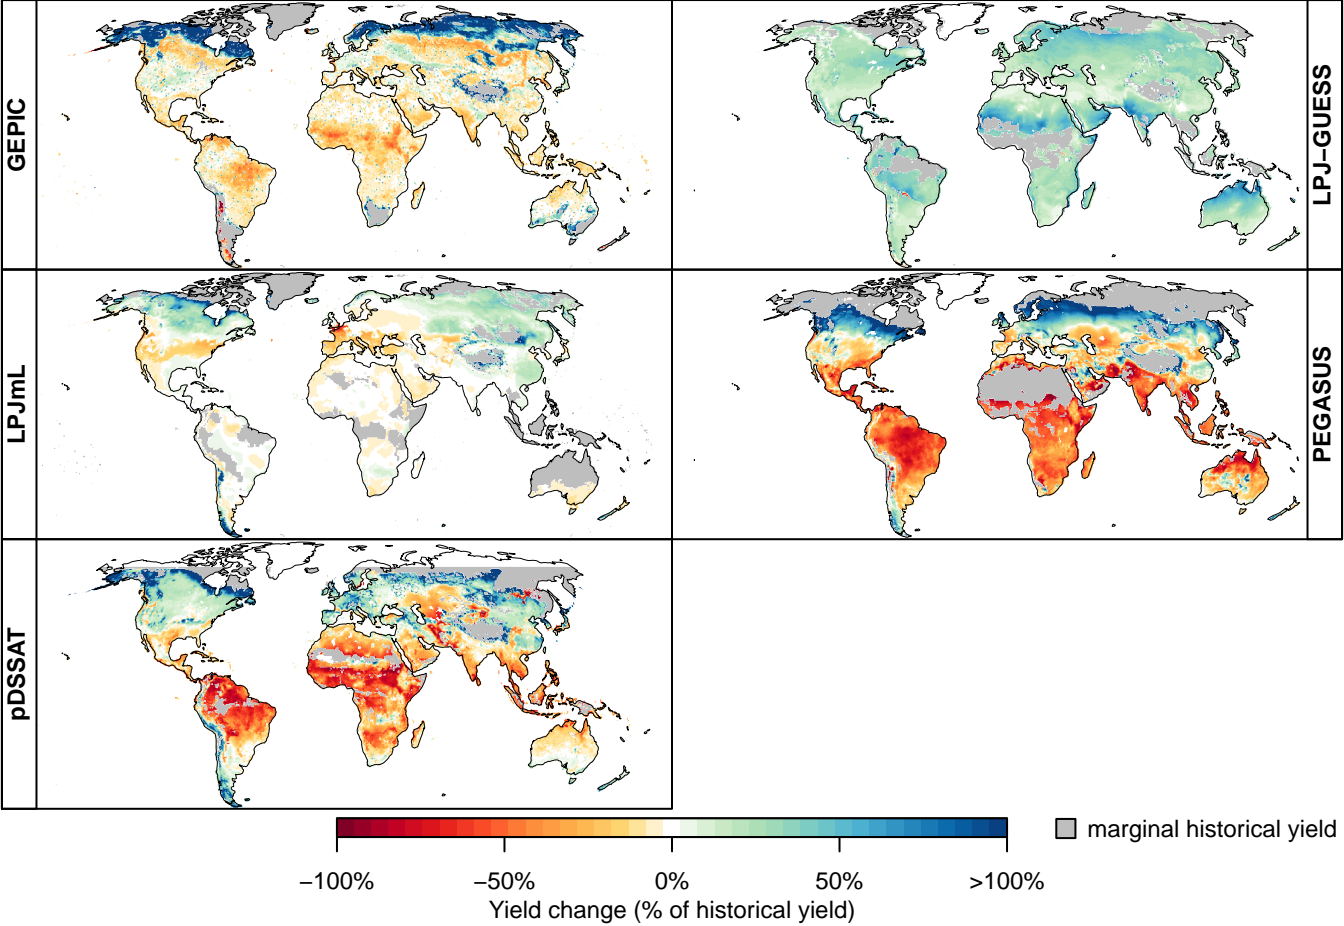 GEPIC
LPJ–GUESS
LPJmL
PEGASUS
pDSSAT
−100%
−50%
0%
50%
>100%
marginal historical yield
Yield change (% of historical yield)